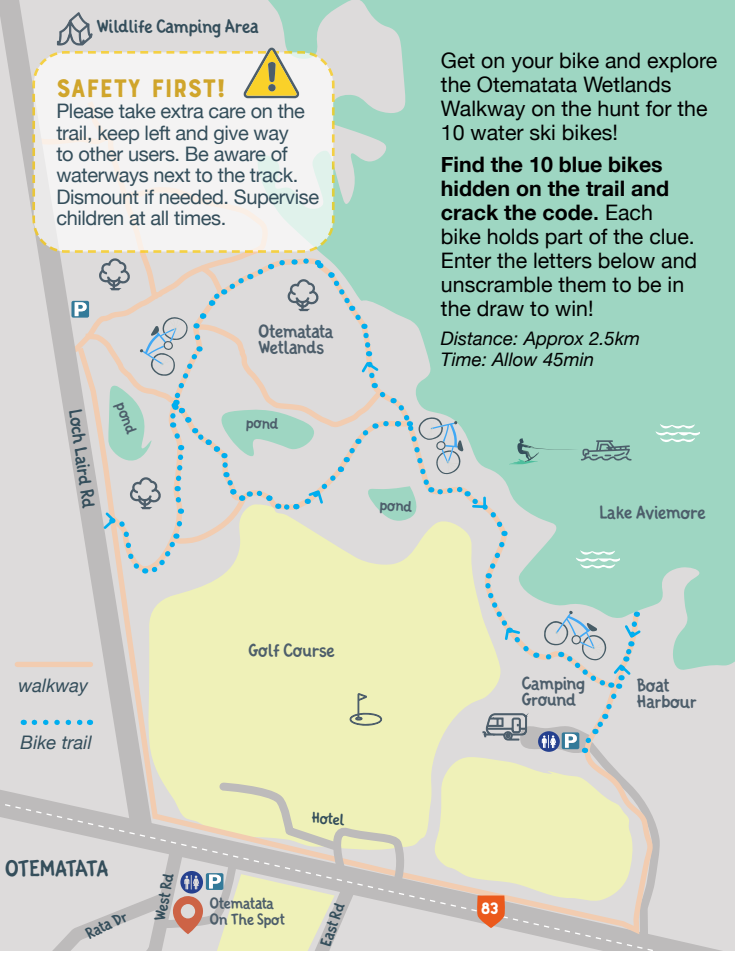 Wildlife Camping Area
SAFETY FIRST!
Please take extra care on the
trail, keep left and give way
to other users. Be aware of
waterways next to the track.
Dismount if needed. Supervise
children at all times.
Get on your bike and explore
the Otematata Wetlands
Walkway on the hunt for the
10 water ski bikes!
Find the 10 blue bikes
hidden on the trail and
crack the code. Each
bike holds part of the clue.
Enter the letters below and
unscramble them to be in
the draw to win!
Distance: Approx 2.5km
Time: Allow 45min
P
Otematata
Wetlands
pond
pond
pond
Loch Laird Rd
Lake Aviemore
Golf Course
walkway
Bike trail
Camping
Ground
Boat
Harbour
P
Hotel
OTEMATATA
West Rd
P
Otematata
On The Spot
Rata Dr
East Rd
83